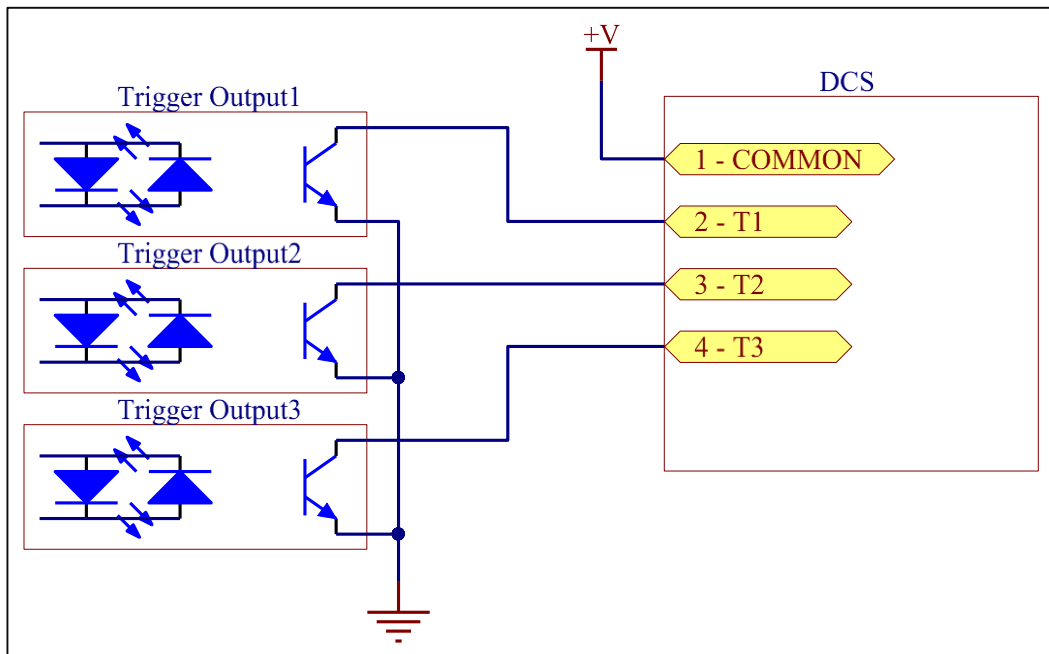 +V
DCS
Trigger Output1
1 - COMMON
2 - T1
Trigger Output2
3 - T2
4 - T3
Trigger Output3